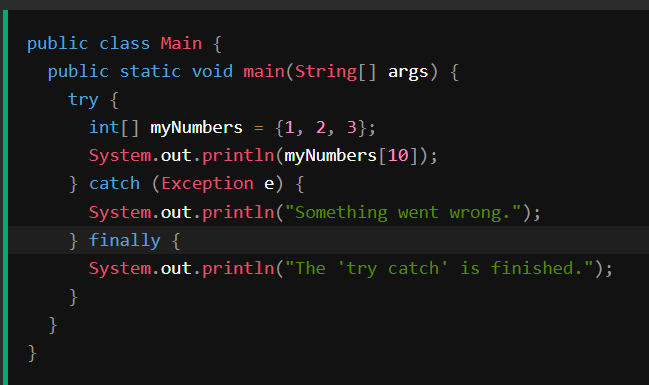 public class Main {
  public static void main(String[] args) {
    try {
      int[] myNumbers = {1, 2, 3};
      System.out.println(myNumbers[10]);
    } catch (Exception e) {
      System.out.println("Something went wrong.");
    } finally {
      System.out.println("The 'try catch' is finished.");
    }
  }
}